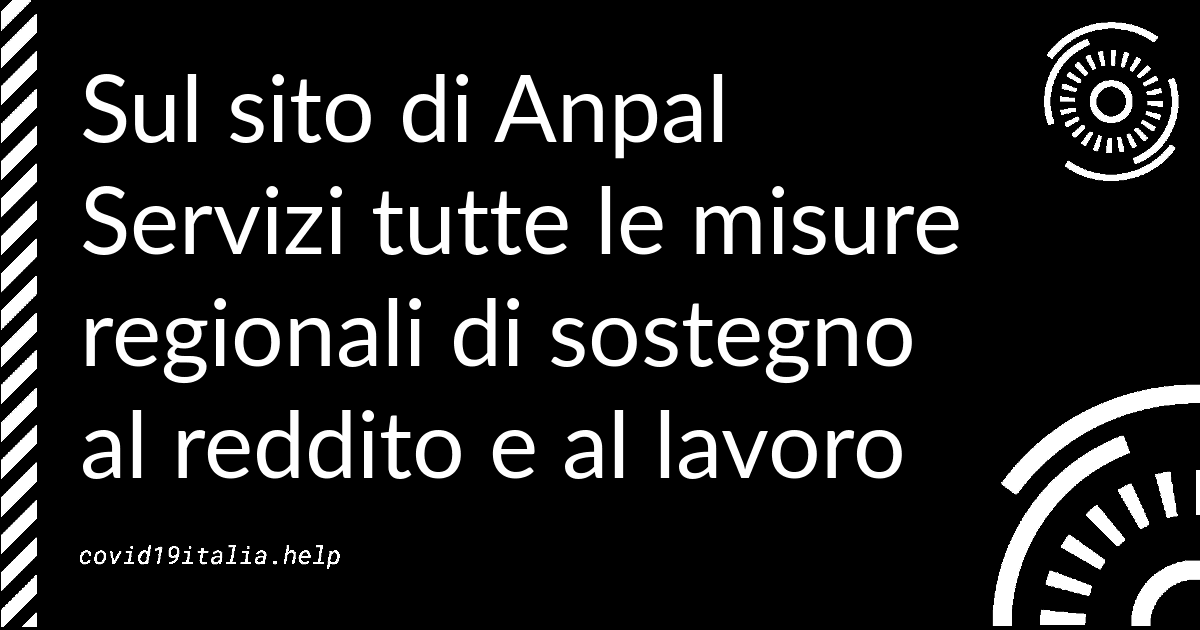 Sul sito di Anpal
Servizi tutte le misure
regionali di sostegno
al reddito e al lavoro
covid19italia.help